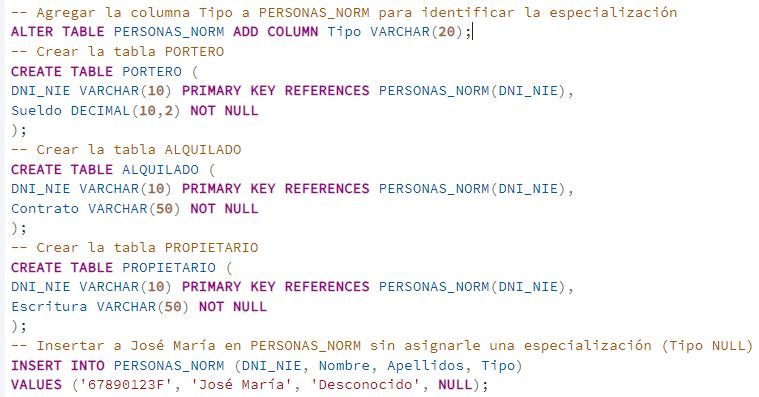 -- Agregar la columna Tipo a PERSONAS_NORM para identificar la especialización
ALTER TABLE PERSONAS_NORM ADD COLUMN Tipo VARCHAR(20);
-- Crear la tabla PORTERO
CREATE TABLE PORTERO (
DNI_NIE VARCHAR(10) PRIMARY KEY REFERENCES PERSONAS_NORM(DNI_NIE),
Sueldo DECIMAL(10,2) NOT NULL
);
-- Crear la tabla ALQUILADO
CREATE TABLE ALQUILADO (
DNI_NIE VARCHAR(10) PRIMARY KEY REFERENCES PERSONAS_NORM(DNI_NIE),
Contrato VARCHAR(50) NOT NULL
);
-- Crear la tabla PROPIETARIO
CREATE TABLE PROPIETARIO (
DNI_NIE VARCHAR(10) PRIMARY KEY REFERENCES PERSONAS_NORM(DNI_NIE),
Escritura VARCHAR(50) NOT NULL
);
-- Insertar a José María en PERSONAS_NORM sin asignarle una especialización (Tipo NULL)
INSERT INTO PERSONAS_NORM (DNI_NIE, Nombre, Apellidos, Tipo)
VALUES ('67890123F', 'José María', 'Desconocido', NULL);